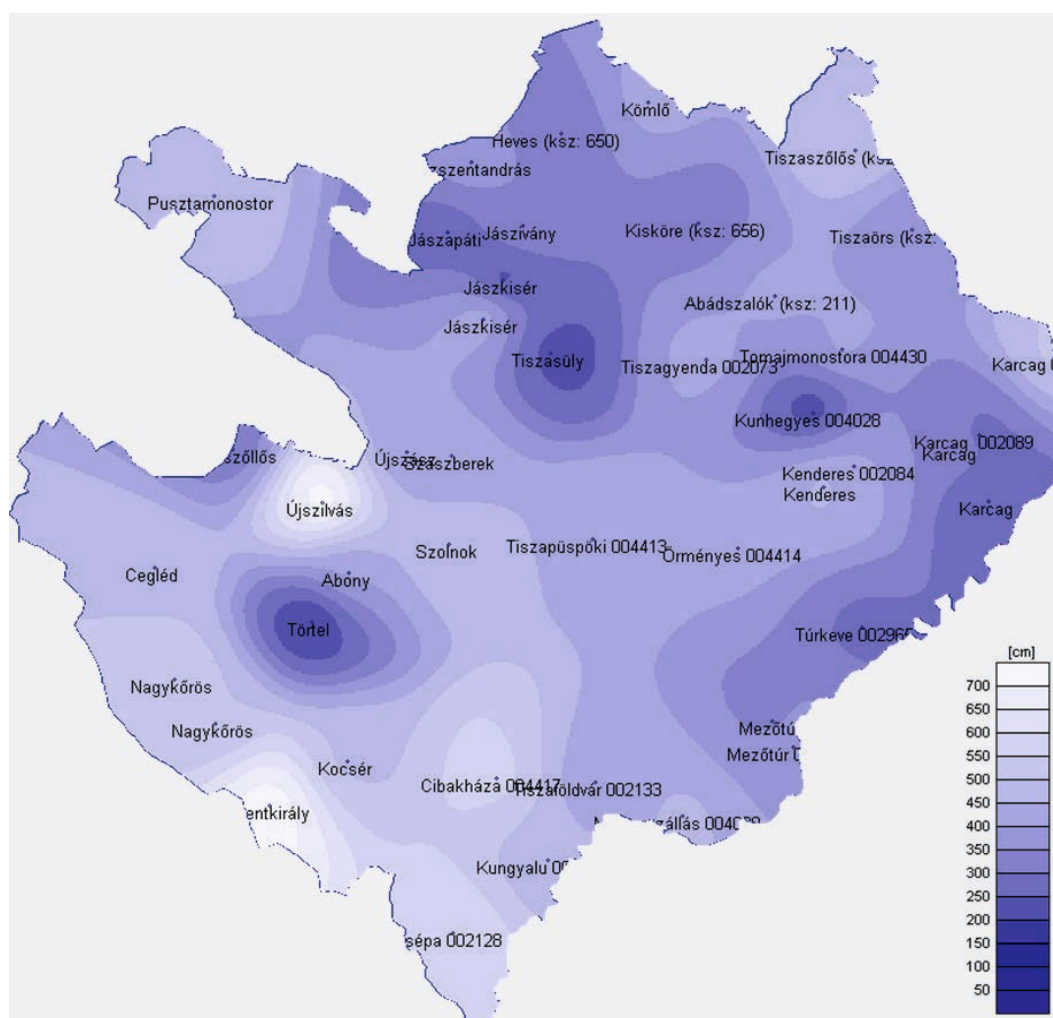 Kömlő
Heves (ksz: 650)
Tiszaszőlős (ksz
zszentandrás
Pusztamonostor
Jászapáti
Jászivány
Kisköre (ksz: 656)
Tiszaörs (ksz:
Jászkisér
Abádszalók (ksz: 211)
Jászkisér
Tiszasüly
Tiszagyenda 002073
Tomajmonostora 004430
Karcag
Kunhegyes 004028
Karcag 002089
Karcag
szőllős
Újszász
Szászberek
Kenderes 002084
Kenderes
Újszilvás
Karcag
Szolnok
Tiszapüspöki 004413
Örményes 004414
Cegléd
Abony
Törtel
Túrkeve 002965
[cm]
Nagykőrös
700
650
Nagykőrös
Mezőtú
600
Mezőtúr
550
Kocsér
500
Cibakháza 004417
Tiszaföldvár 002133
450
entkirály
400
350
Kungyalu
300
250
200
sépa 002128
150
100
50